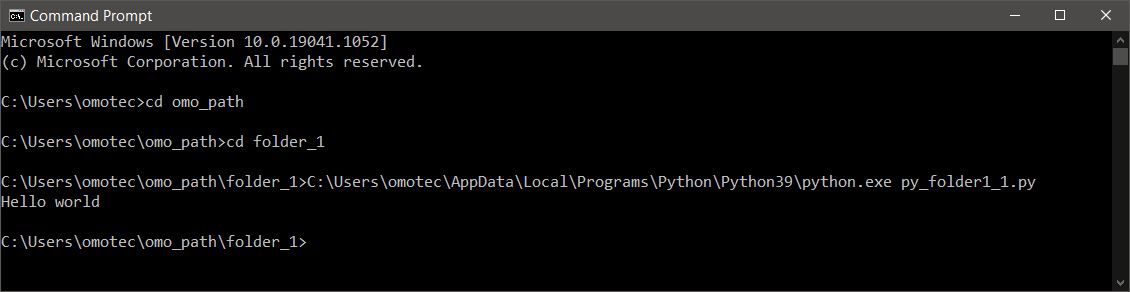 Command Prompt
Microsoft Windows [Version 10.0.19041.1052]
(c) Microsoft Corporation. All rights reserved.
C:\Users\omotec>cd omo_path
C:\Users\omotec\omo_path>cd folder_1
C:\Users\omotec\omo_path\folder_1>C:\Users\omotec\AppData\Local\Programs\Python\Python39\python.exe py_folder1_1.py
Hello world
C:\Users\omotec\omo_path\folder_1>